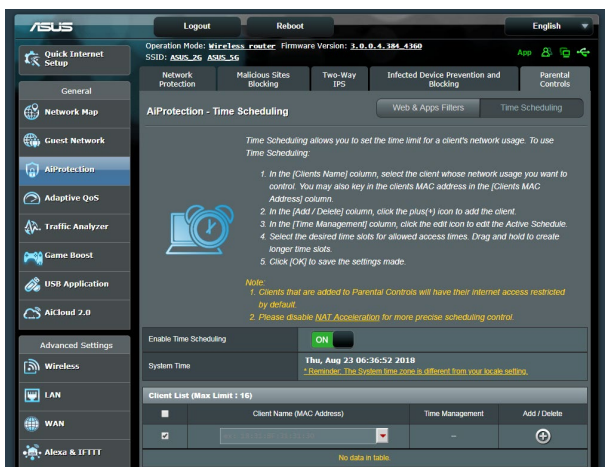 ASUS
Logout
Reboot
English
Quick Internet Setup
Operation Mode: Wireless router Firmware Version: 3.0.0.4.384_4360
SSID: ASUS_2G ASUS_5G
App
Network Protection
Malicious Sites Blocking
Two-Way IPS
Infected Device Prevention and Blocking
Parental Controls
General
Network Map
Guest Network
AiProtection
Adaptive QoS
Traffic Analyzer
Game Boost
USB Application
AiCloud 2.0
Advanced Settings
Wireless
LAN
WAN
Alexa & IFTTT
AiProtection - Time Scheduling
Web & Apps Filters
Time Scheduling
Time Scheduling allows you to set the time limit for a client's network usage. To use
Time Scheduling:
1. In the [Clients Name] column, select the client whose network usage you want to
control. You may also key in the clients MAC address in the [Clients MAC
Address]
column.
2. In the [Add / Delete] column, click the plus(+) icon to add the client.
3. In the [Time Management] column, click the edit icon to edit the Active Schedule.
4. Select the desired time slots for allowed access times. Drag and hold to create
longer time slots.
5. Click [OK] to save the settings made.
Note:
1. Clients that are added to Parental Controls will have their internet access restricted
by default.
2. Please disable NAT Acceleration for more precise scheduling control.
Enable Time Scheduling
ON
System Time
Thu, Aug 23 06:36:52 2018
* Reminder: The System time zone is different from your locale setting.
Client List (Max Limit : 16)
Client Name (MAC Address)
Time Management
Add / Delete
--
No data in table.